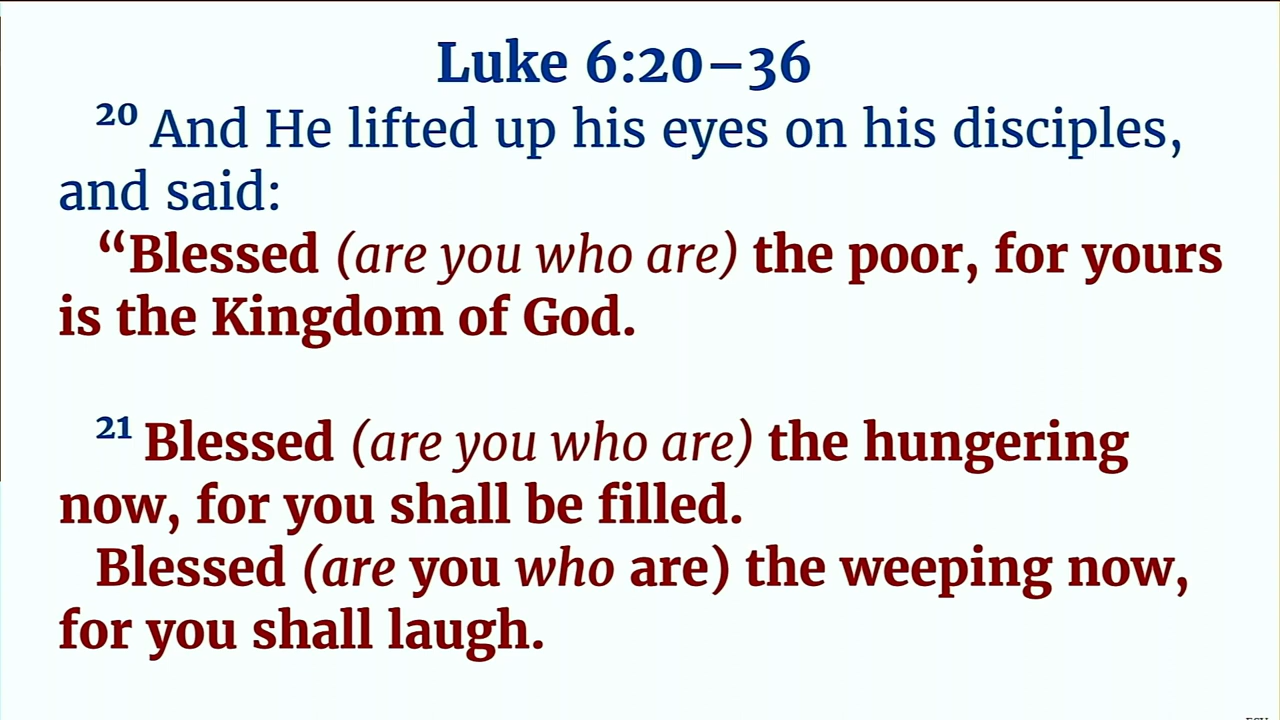 Luke 6:20–36
20 And He lifted up his eyes on his disciples,
and said:
“Blessed (are you who are) the poor, for yours
is the Kingdom of God.
21 Blessed (are you who are) the hungering
now, for you shall be filled.
Blessed (are you who are) the weeping now,
for you shall laugh.